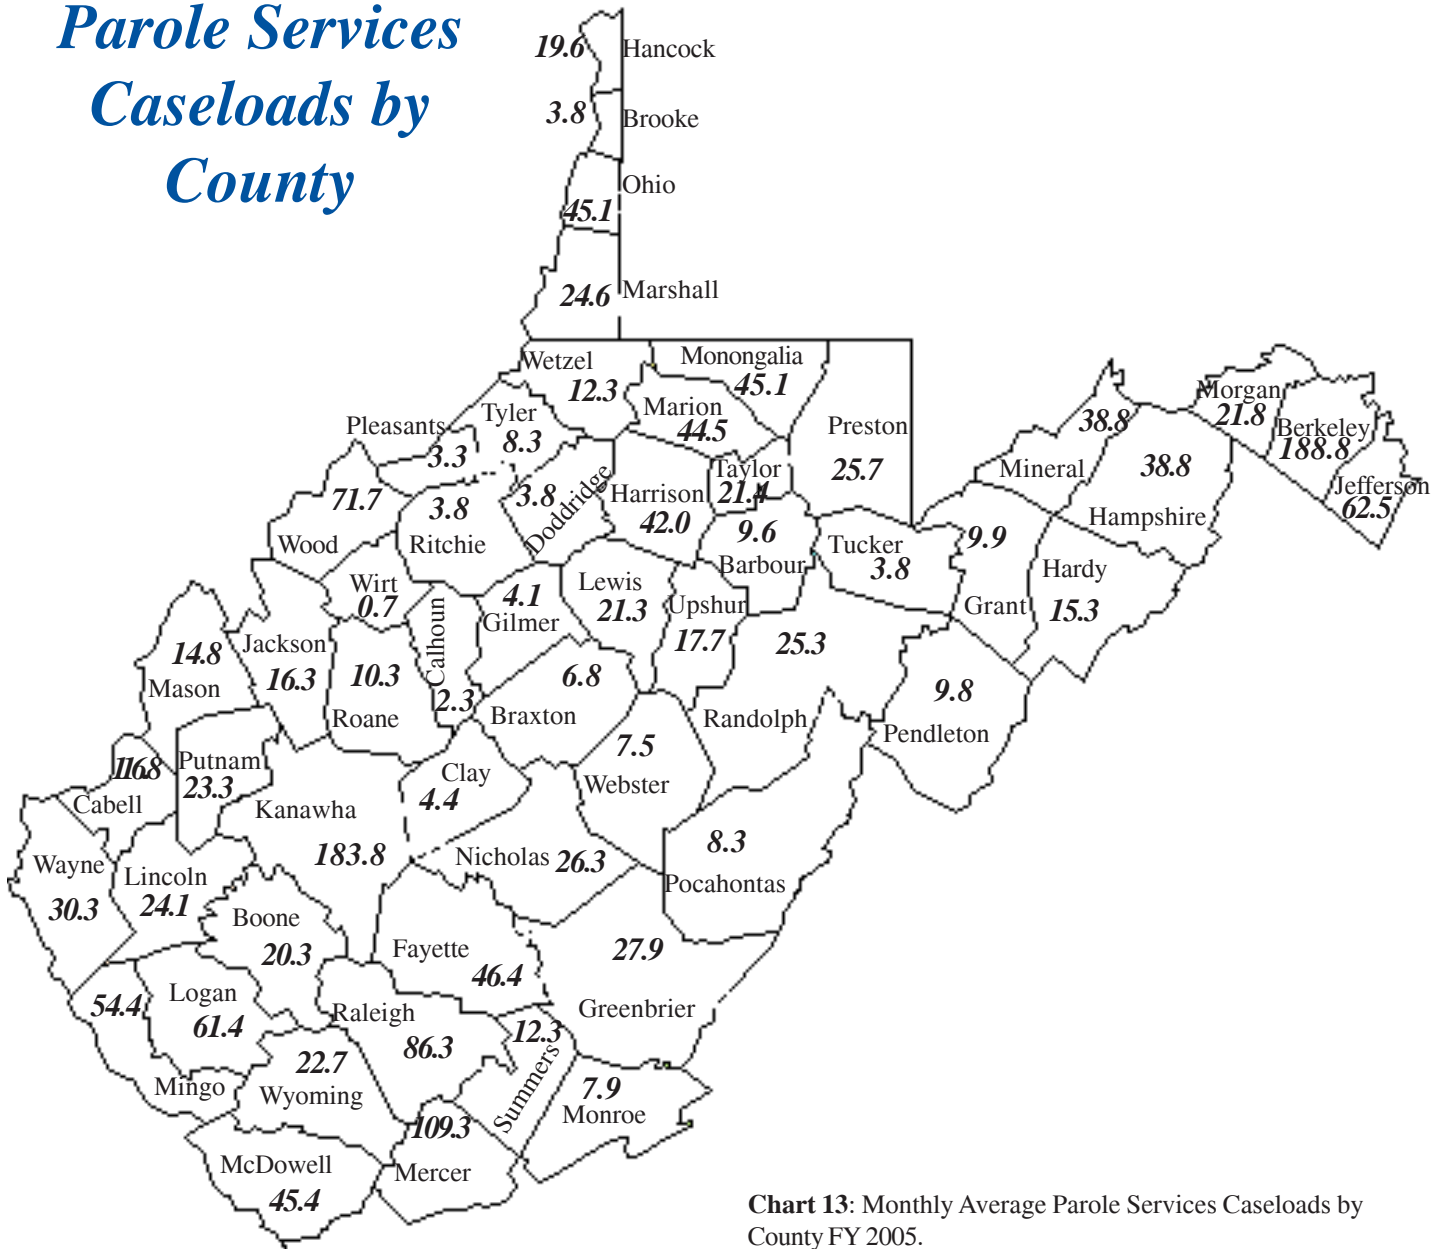 Parole Services
Caseloads by
County
19.6 Hancock
3.8 Brooke
Ohio
45.1
24.6 Marshall
Wetzel
12.3
Monongalia
45.1
Marion
44.5
Tyler
8.3
Pleasants
3.3
Preston
25.7
Taylor
21.4
Harrison
42.0
Doddridge
3.8
3.8
Ritchie
71.7
Wood
38.8
Mineral
38.8
Hampshire
Morgan
21.8
Berkeley
188.8
Jefferson
62.5
9.6
Barbour
Tucker
3.8
9.9
Grant
Hardy
15.3
Wirt
0.7
Calhoun
2.3
4.1
Gilmer
Lewis
21.3
Upshur
17.7
25.3
Randolph
9.8
Pendleton
14.8
Mason
Jackson
16.3
10.3
Roane
6.8
Braxton
7.5
Webster
116.8
Cabell
Putnam
23.3
Kanawha
183.8
Clay
4.4
Nicholas 26.3
8.3
Pocahontas
Wayne
30.3
Lincoln
24.1
Boone
20.3
Fayette
46.4
27.9
Greenbrier
54.4
Mingo
Logan
61.4
Raleigh
86.3
12.3
Summers
22.7
Wyoming
7.9
Monroe
109.3
Mercer
McDowell
45.4
Chart 13: Monthly Average Parole Services Caseloads by
County FY 2005.